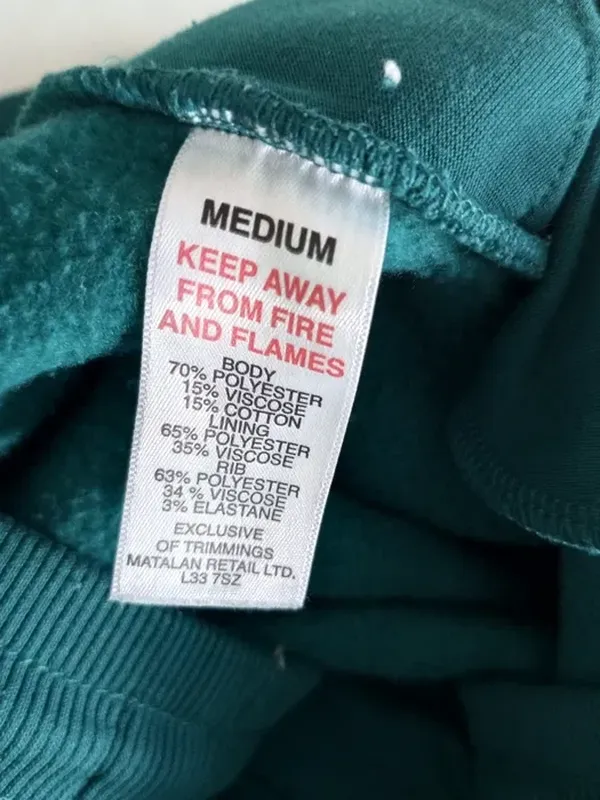 MEDIUM
KEEP AWAY
FROM FIRE
AND FLAMES
BODY
70% POLYESTER
15% VISCOSE
15% COTTON
LINING
65% POLYESTER
35% VISCOSE
RIB
63% POLYESTER
34 % VISCOSE
3% ELASTANE
EXCLUSIVE
OF TRIMMINGS
MATALAN RETAIL LTD.
L33 7SZ